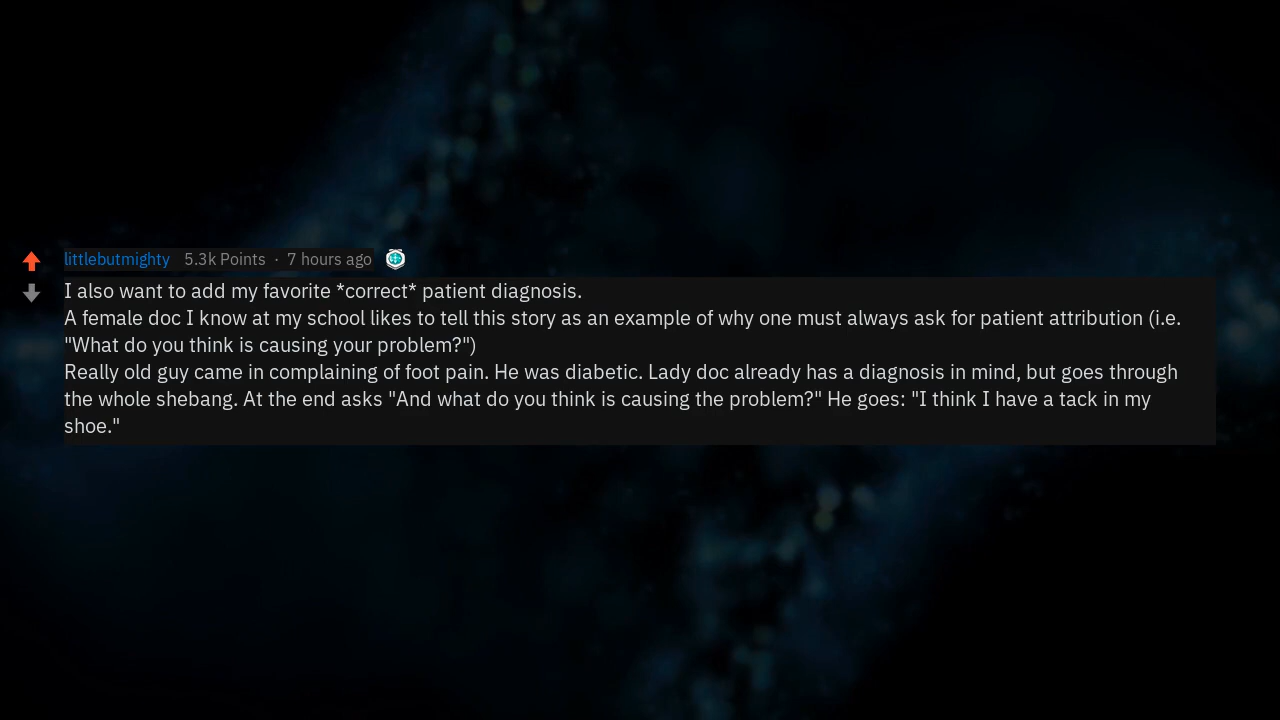 littlebutmighty 5.3k Points · 7 hours ago
I also want to add my favorite *correct* patient diagnosis.
A female doc I know at my school likes to tell this story as an example of why one must always ask for patient attribution (i.e.
"What do you think is causing your problem?")
Really old guy came in complaining of foot pain. He was diabetic. Lady doc already has a diagnosis in mind, but goes through
the whole shebang. At the end asks "And what do you think is causing the problem?" He goes: "I think I have a tack in my
shoe."